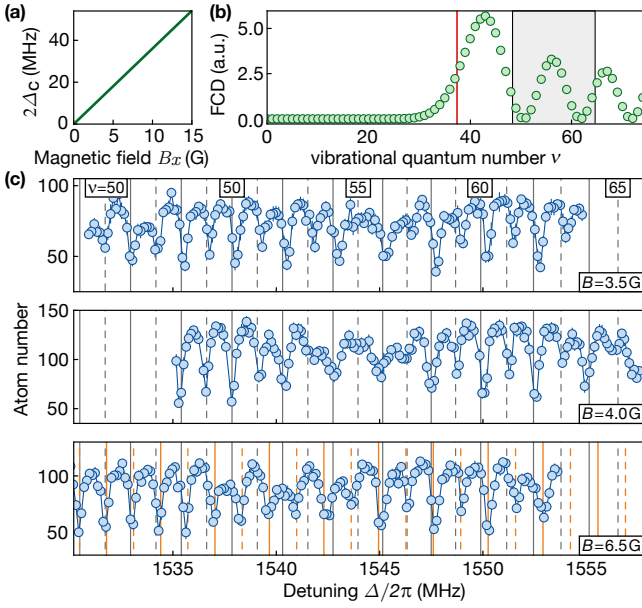 (a)
40
20
0
2Δc (MHz)
0
5
10
15
Magnetic field Bx (G)
(b)
5.0
2.5
0.0
FCD (a.u.)
0
20
40
60
vibrational quantum number ν
(c)
100
50
ν=50
50
55
60
65
B=3.5G
150
100
50
Atom number
B=4.0G
100
50
B=6.5G
1535
1540
1545
1550
1555
Detuning Δ/2π (MHz)